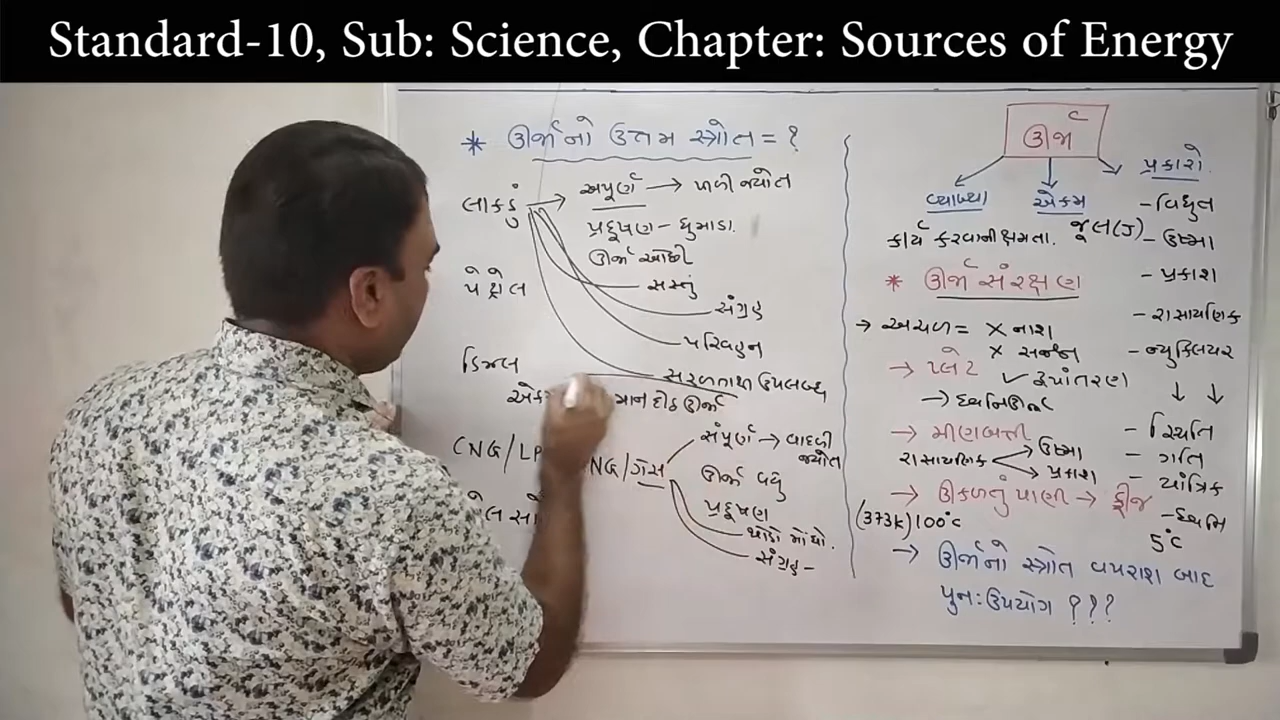 Standard-10, Sub: Science, Chapter: Sources of Energy
* ઊર્જાનો ઉત્તમ સ્ત્રોત = ?
લાકડું → અપૂર્ણ → પીળી જ્યોત
પ્રદૂષણ - ધુમાડા.
ઊર્જા ઓછી
પેટ્રોલ
સસ્તું
સંગ્રહ
પરિવહન
ડિઝલ
સરળતાથી ઉપલબ્ધ
દીઠ ઊર્જા
CNG/LP NG/ગેસ
સંપૂર્ણ → વાદળી જ્યોત
ઊર્જા વધુ
પ્રદૂષણ
થોડો મોંઘો.
સંગ્રહ -
ઊર્જા
વ્યાખ્યા
કાર્ય કરવાની ક્ષમતા.
એકમ
જૂલ(J)
પ્રકારો.
- વિધુત
- ઉષ્મા
- પ્રકાશ
- રાસાયણિક
- ન્યુક્લિયર
↓ ↓
- સ્થિતિ
- ગતિ
- યાંત્રિક
- ધ્વનિ
* ઊર્જા સંરક્ષણ
→ અચળ = X નાશ
X સર્જન
✓ રૂપાંતરણ
→ પ્લેટ
→ ધ્વનિઊર્જા
→ મીણબત્તી
રાસાયણિક → ઉષ્મા
→ પ્રકાશ
→ ઊકળતું પાણી → ફ્રીજ
(373K) 100°C
5°C
→ ઊર્જાનો સ્ત્રોત વપરાશ બાદ
પુનઃઉપયોગ ???